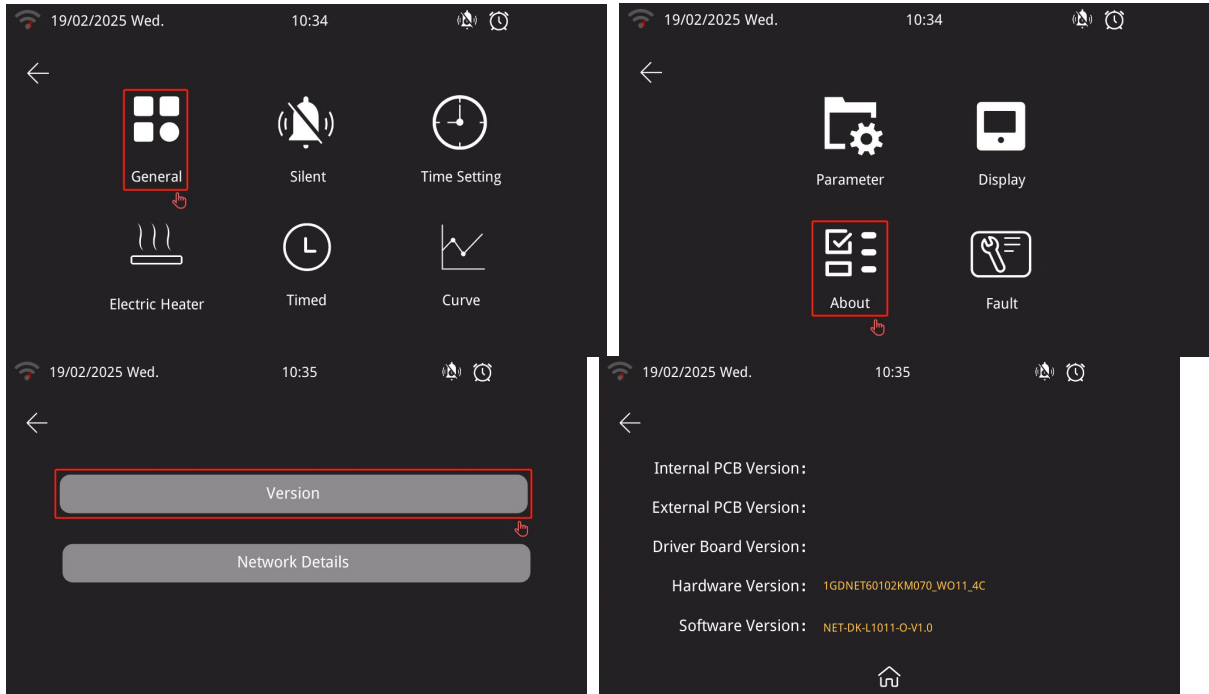 19/02/2025 Wed. 10:34
General Silent Time Setting
Electric Heater Timed Curve
19/02/2025 Wed. 10:34
Parameter Display
About Fault
19/02/2025 Wed. 10:35
Version
Network Details
19/02/2025 Wed. 10:35
Internal PCB Version:
External PCB Version:
Driver Board Version:
Hardware Version: 1GDNET60102KM070_WO11_4C
Software Version: NET-DK-L1011-O-V1.0